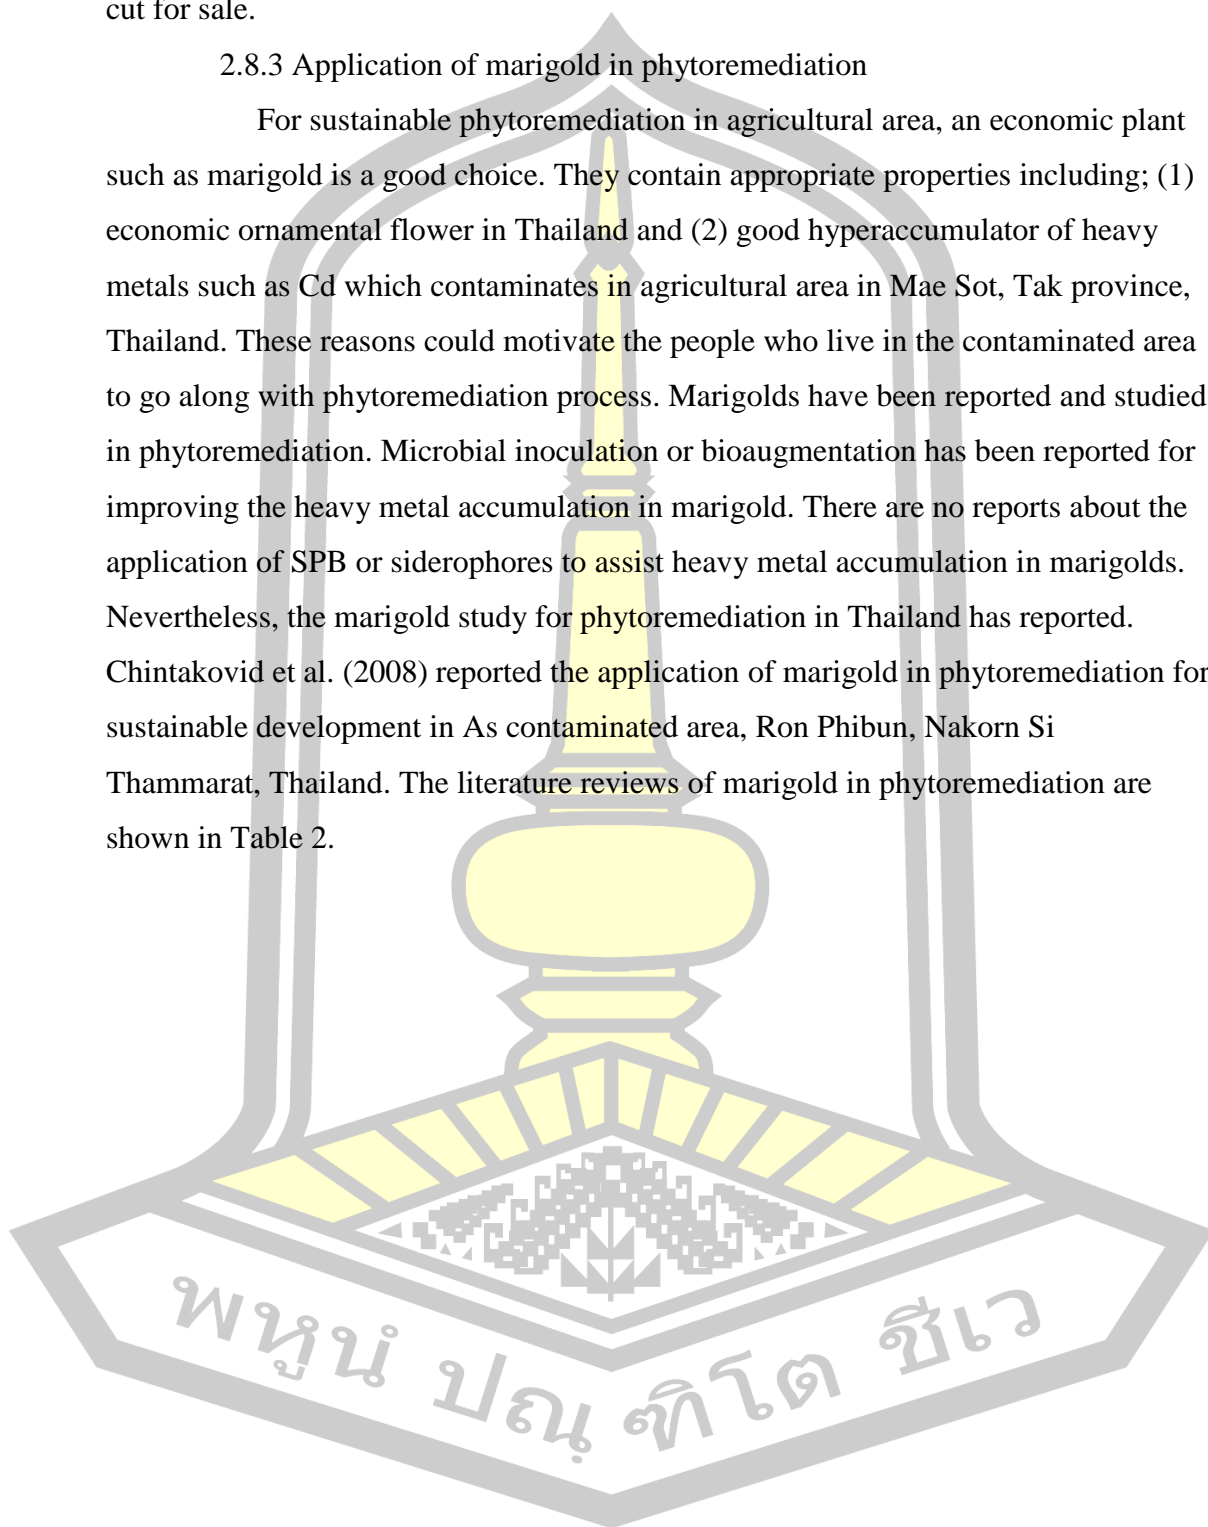 cut for sale.
2.8.3 Application of marigold in phytoremediation
For sustainable phytoremediation in agricultural area, an economic plant
such as marigold is a good choice. They contain appropriate properties including; (1)
economic ornamental flower in Thailand and (2) good hyperaccumulator of heavy
metals such as Cd which contaminates in agricultural area in Mae Sot, Tak province,
Thailand. These reasons could motivate the people who live in the contaminated area
to go along with phytoremediation process. Marigolds have been reported and studied
in phytoremediation. Microbial inoculation or bioaugmentation has been reported for
improving the heavy metal accumulation in marigold. There are no reports about the
application of SPB or siderophores to assist heavy metal accumulation in marigolds.
Nevertheless, the marigold study for phytoremediation in Thailand has reported.
Chintakovid et al. (2008) reported the application of marigold in phytoremediation for
sustainable development in As contaminated area, Ron Phibun, Nakorn Si
Thammarat, Thailand. The literature reviews of marigold in phytoremediation are
shown in Table 2.
พหูนํ ปณฺฑิโต ชีเว